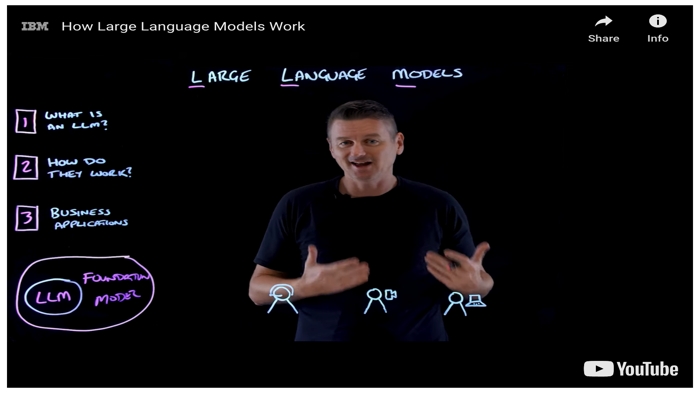 IBM
How Large Language Models Work
Share
Info
LARGE LANGUAGE MODELS
1 WHAT IS
AN LLM?
2 HOW DO
THEY WORK?
3 BUSINESS
APPLICATIONS
FOUNDATION
LLM
MODEL
YouTube